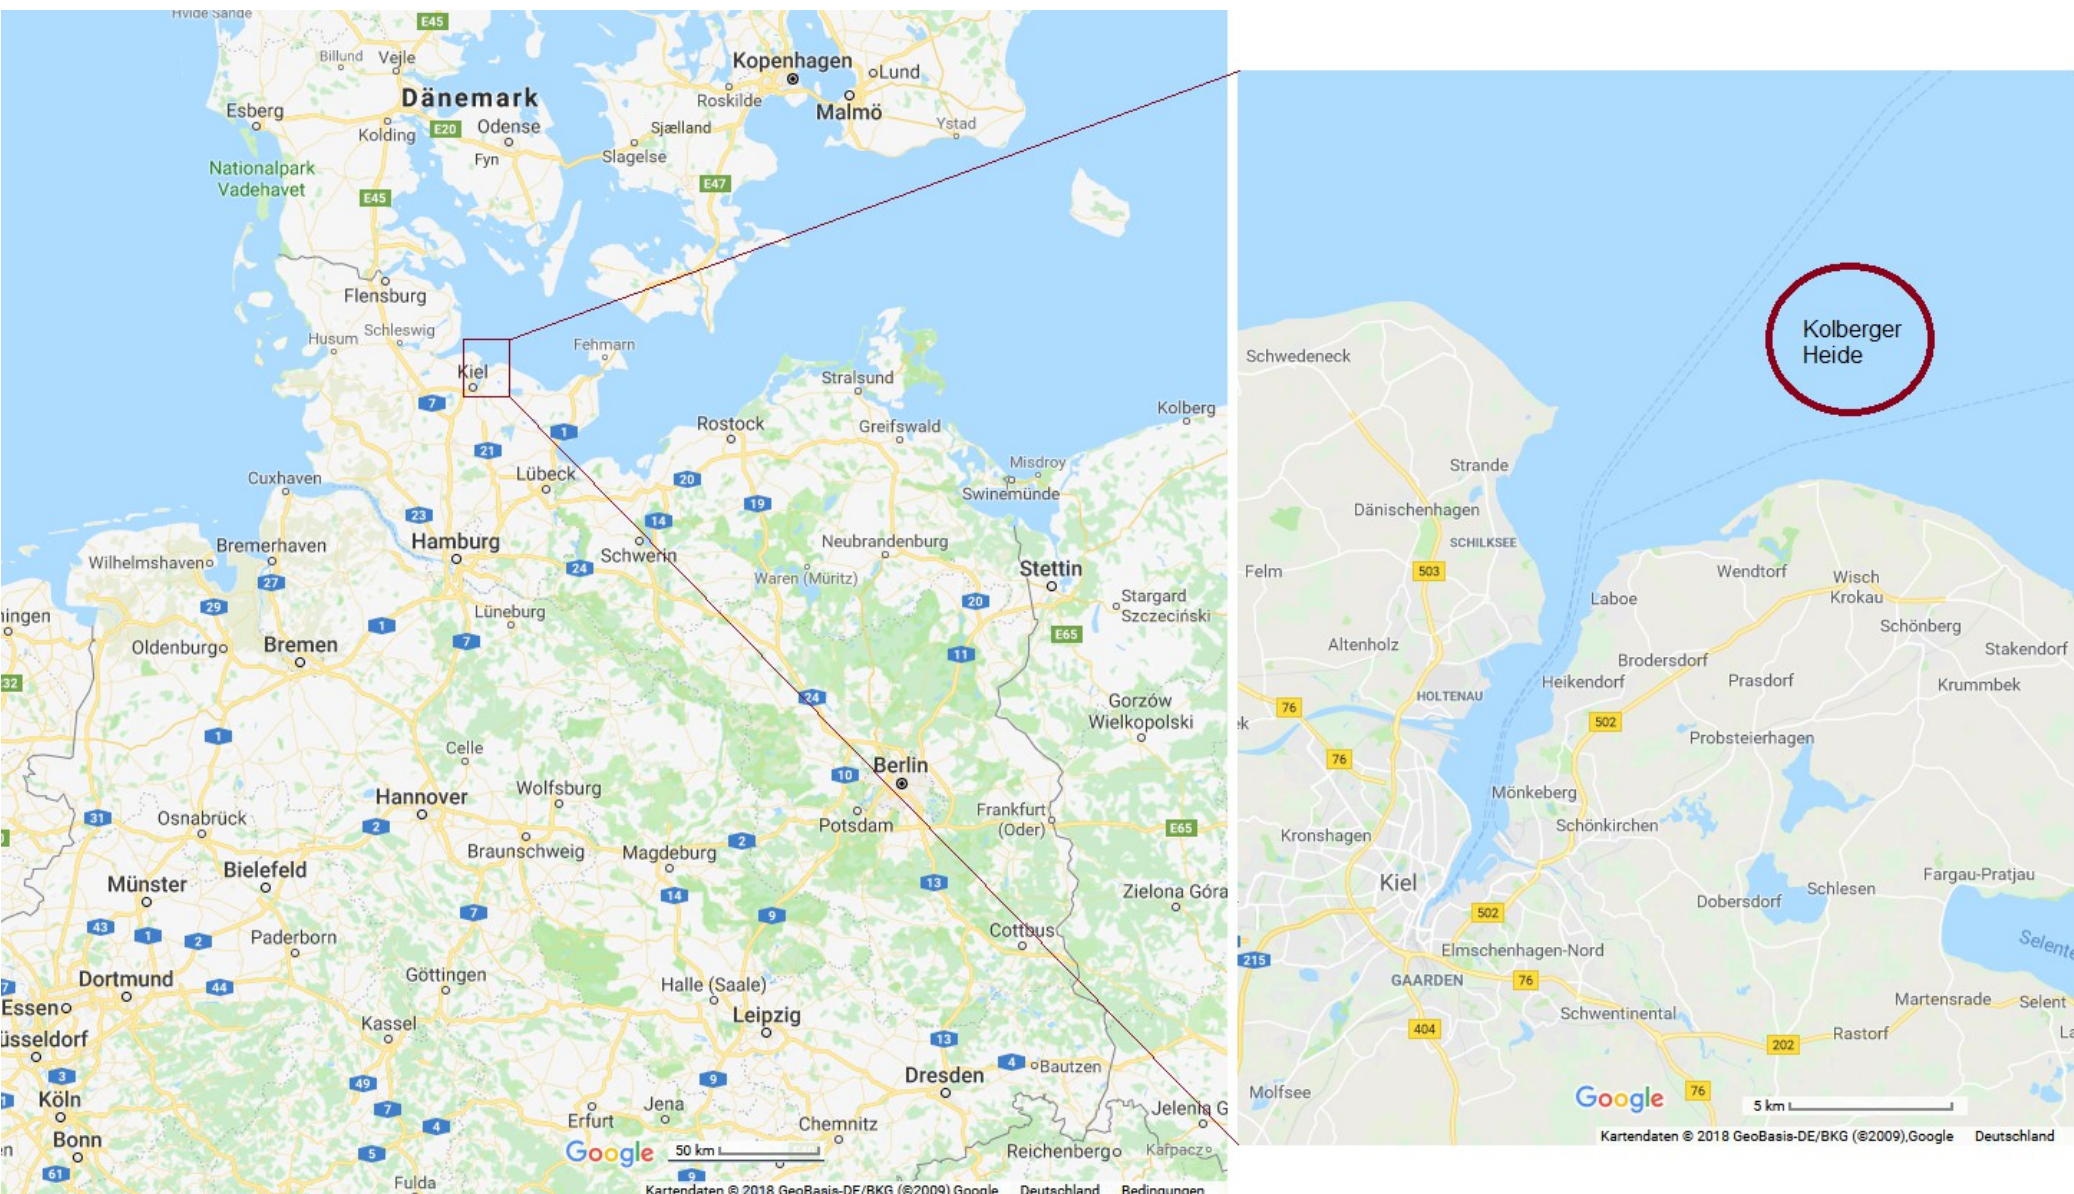 Hvide Sande
E45
Billund
Vejle
Kopenhagen
Lund
Dänemark
Roskilde
Malmö
Esberg
Kolding
E20
Odense
Sjælland
Ystad
Fyn
Slagelse
Nationalpark
Vadehavet
E45
E47
Flensburg
Husum
Schleswig
Fehmarn
Kiel
7
Stralsund
Kolberg
Rostock
Greifswald
1
21
Cuxhaven
Lübeck
20
Misdroy
Swinemünde
19
23
14
Hamburg
Schwerin
Neubrandenburg
Bremerhaven
Wilhelmshaven
24
Waren (Müritz)
Stettin
27
29
Lüneburg
20
Stargard
Szczeciński
ningen
1
7
E65
Oldenburg
Bremen
11
32
24
Gorzów
Wielkopolski
1
Celle
Berlin
10
Hannover
Wolfsburg
31
Osnabrück
2
Potsdam
Frankfurt
(Oder)
E65
Braunschweig
Magdeburg
2
Bielefeld
13
Münster
14
Zielona Góra
7
9
43
1
2
Paderborn
Cottbus
Dortmund
44
Göttingen
Halle (Saale)
7
Essen
Leipzig
Kassel
üsseldorf
13
4
Bautzen
3
49
9
Dresden
Köln
7
Jena
Erfurt
Chemnitz
Jelenia G
4
Bonn
5
Google
50 km
Reichenberg
Karpacz
61
Fulda
9
Kartendaten © 2018 GeoBasis-DE/BKG (©2009),Google
Deutschland
Bedingungen
Kolberger
Heide
Schwedeneck
Strande
Dänischenhagen
SCHILKSEE
Felm
503
Wendtorf
Wisch
Krokau
Laboe
Schönberg
Altenholz
Stakendorf
Brodersdorf
Heikendorf
Prasdorf
Krummbek
HOLTENAU
76
502
Probsteierhagen
76
Mönkeberg
Kronshagen
Schönkirchen
Kiel
Fargau-Pratjau
Schlesen
Dobersdorf
502
Elmschenhagen-Nord
Selente
215
GAARDEN
76
Martensrade
Selent
Schwentinental
404
Rastorf
202
Molfsee
76
Google
5 km
Kartendaten © 2018 GeoBasis-DE/BKG (©2009),Google
Deutschland